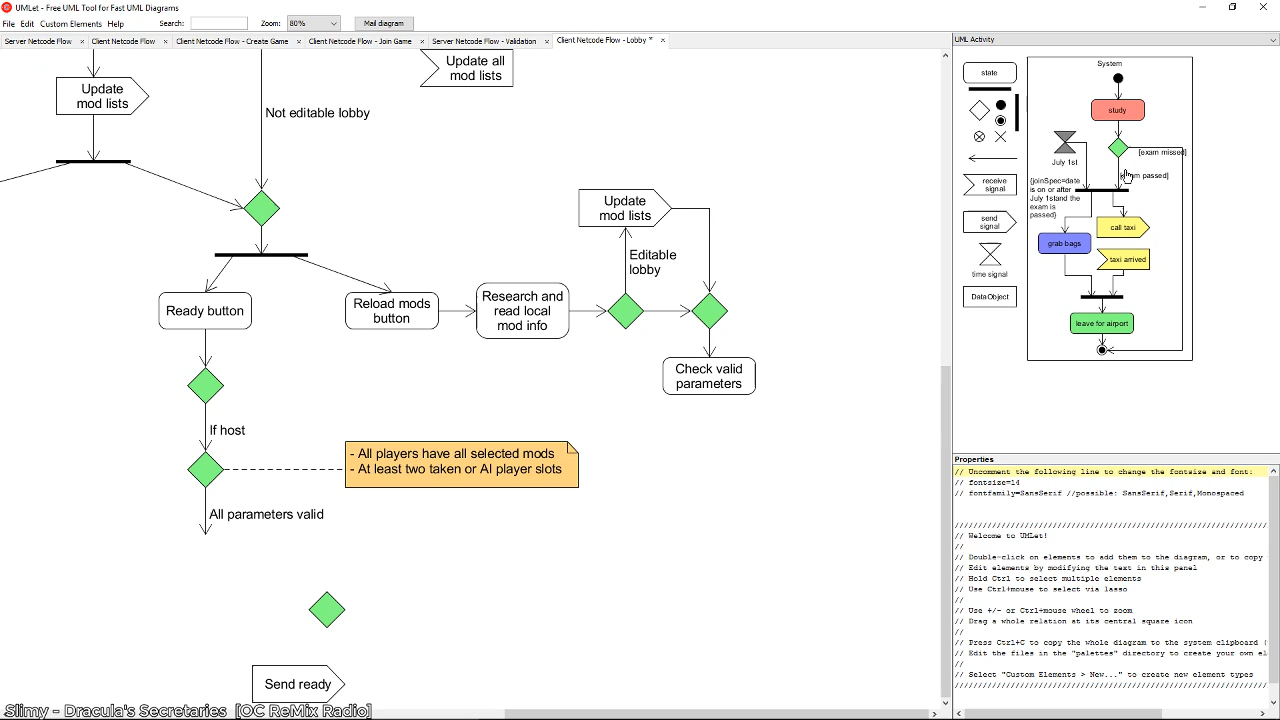 UMLet - Free UML Tool for Fast UML Diagrams
File Edit Custom Elements Help
Search:
Zoom: 80%
Mail diagram
Server Netcode Flow
Client Netcode Flow
Client Netcode Flow - Create Game
Client Netcode Flow - Join Game
Server Netcode Flow - Validation
Client Netcode Flow - Lobby *
UML Activity
Update
mod lists
Update all
mod lists
Not editable lobby
Update
mod lists
Editable
lobby
Ready button
Reload mods
button
Research and
read local
mod info
Check valid
parameters
If host
- All players have all selected mods
- At least two taken or AI player slots
All parameters valid
Send ready
state
receive
signal
send
signal
time signal
DataObject
System
study
[exam missed]
July 1st
passed]
{joinSpec=date
is on or after
July 1stand the
exam is
passed}
call taxi
grab bags
taxi arrived
leave for airport
Properties
// Uncomment the following line to change the fontsize and font:
// fontsize=14
// fontfamily=SansSerif //possible: SansSerif,Serif,Monospaced
// Welcome to UMLet!
//
// Double-click on elements to add them to the diagram, or to copy
// Edit elements by modifying the text in this panel
// Hold Ctrl to select multiple elements
// Use Ctrl+mouse to select via lasso
//
// Use +/- or Ctrl+mouse wheel to zoom
// Drag a whole relation at its central square icon
//
// Press Ctrl+C to copy the whole diagram to the system clipboard (
// Edit the files in the "palettes" directory to create your own el
//
// Select "Custom Elements > New..." to create new element types
Slimy - Dracula's Secretaries [OC ReMix Radio]